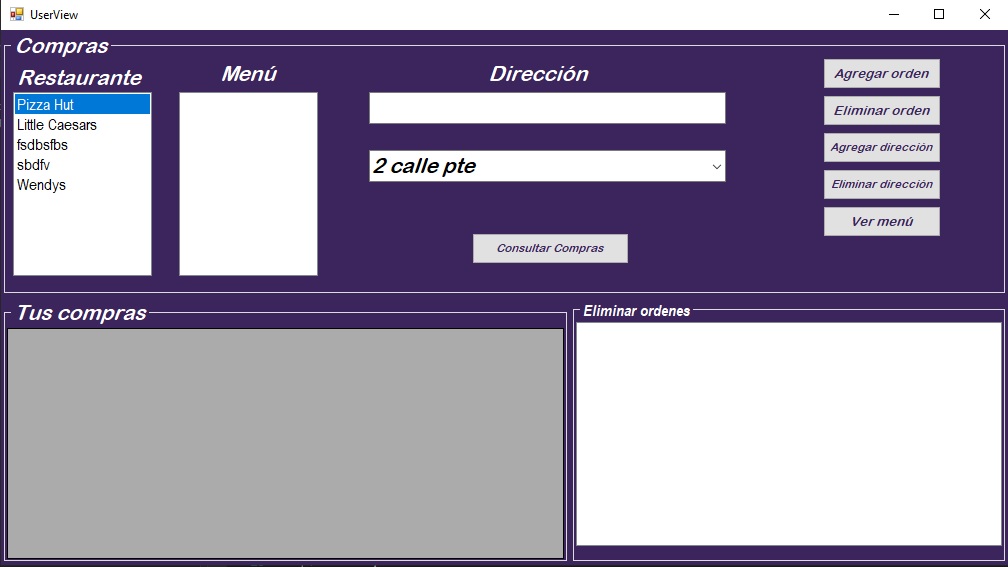 UserView
Compras
Restaurante
Menú
Dirección
Pizza Hut
Little Caesars
fsdbsfbs
sbdfv
Wendys
2 calle pte
Consultar Compras
Agregar orden
Eliminar orden
Agregar dirección
Eliminar dirección
Ver menú
Tus compras
Eliminar ordenes